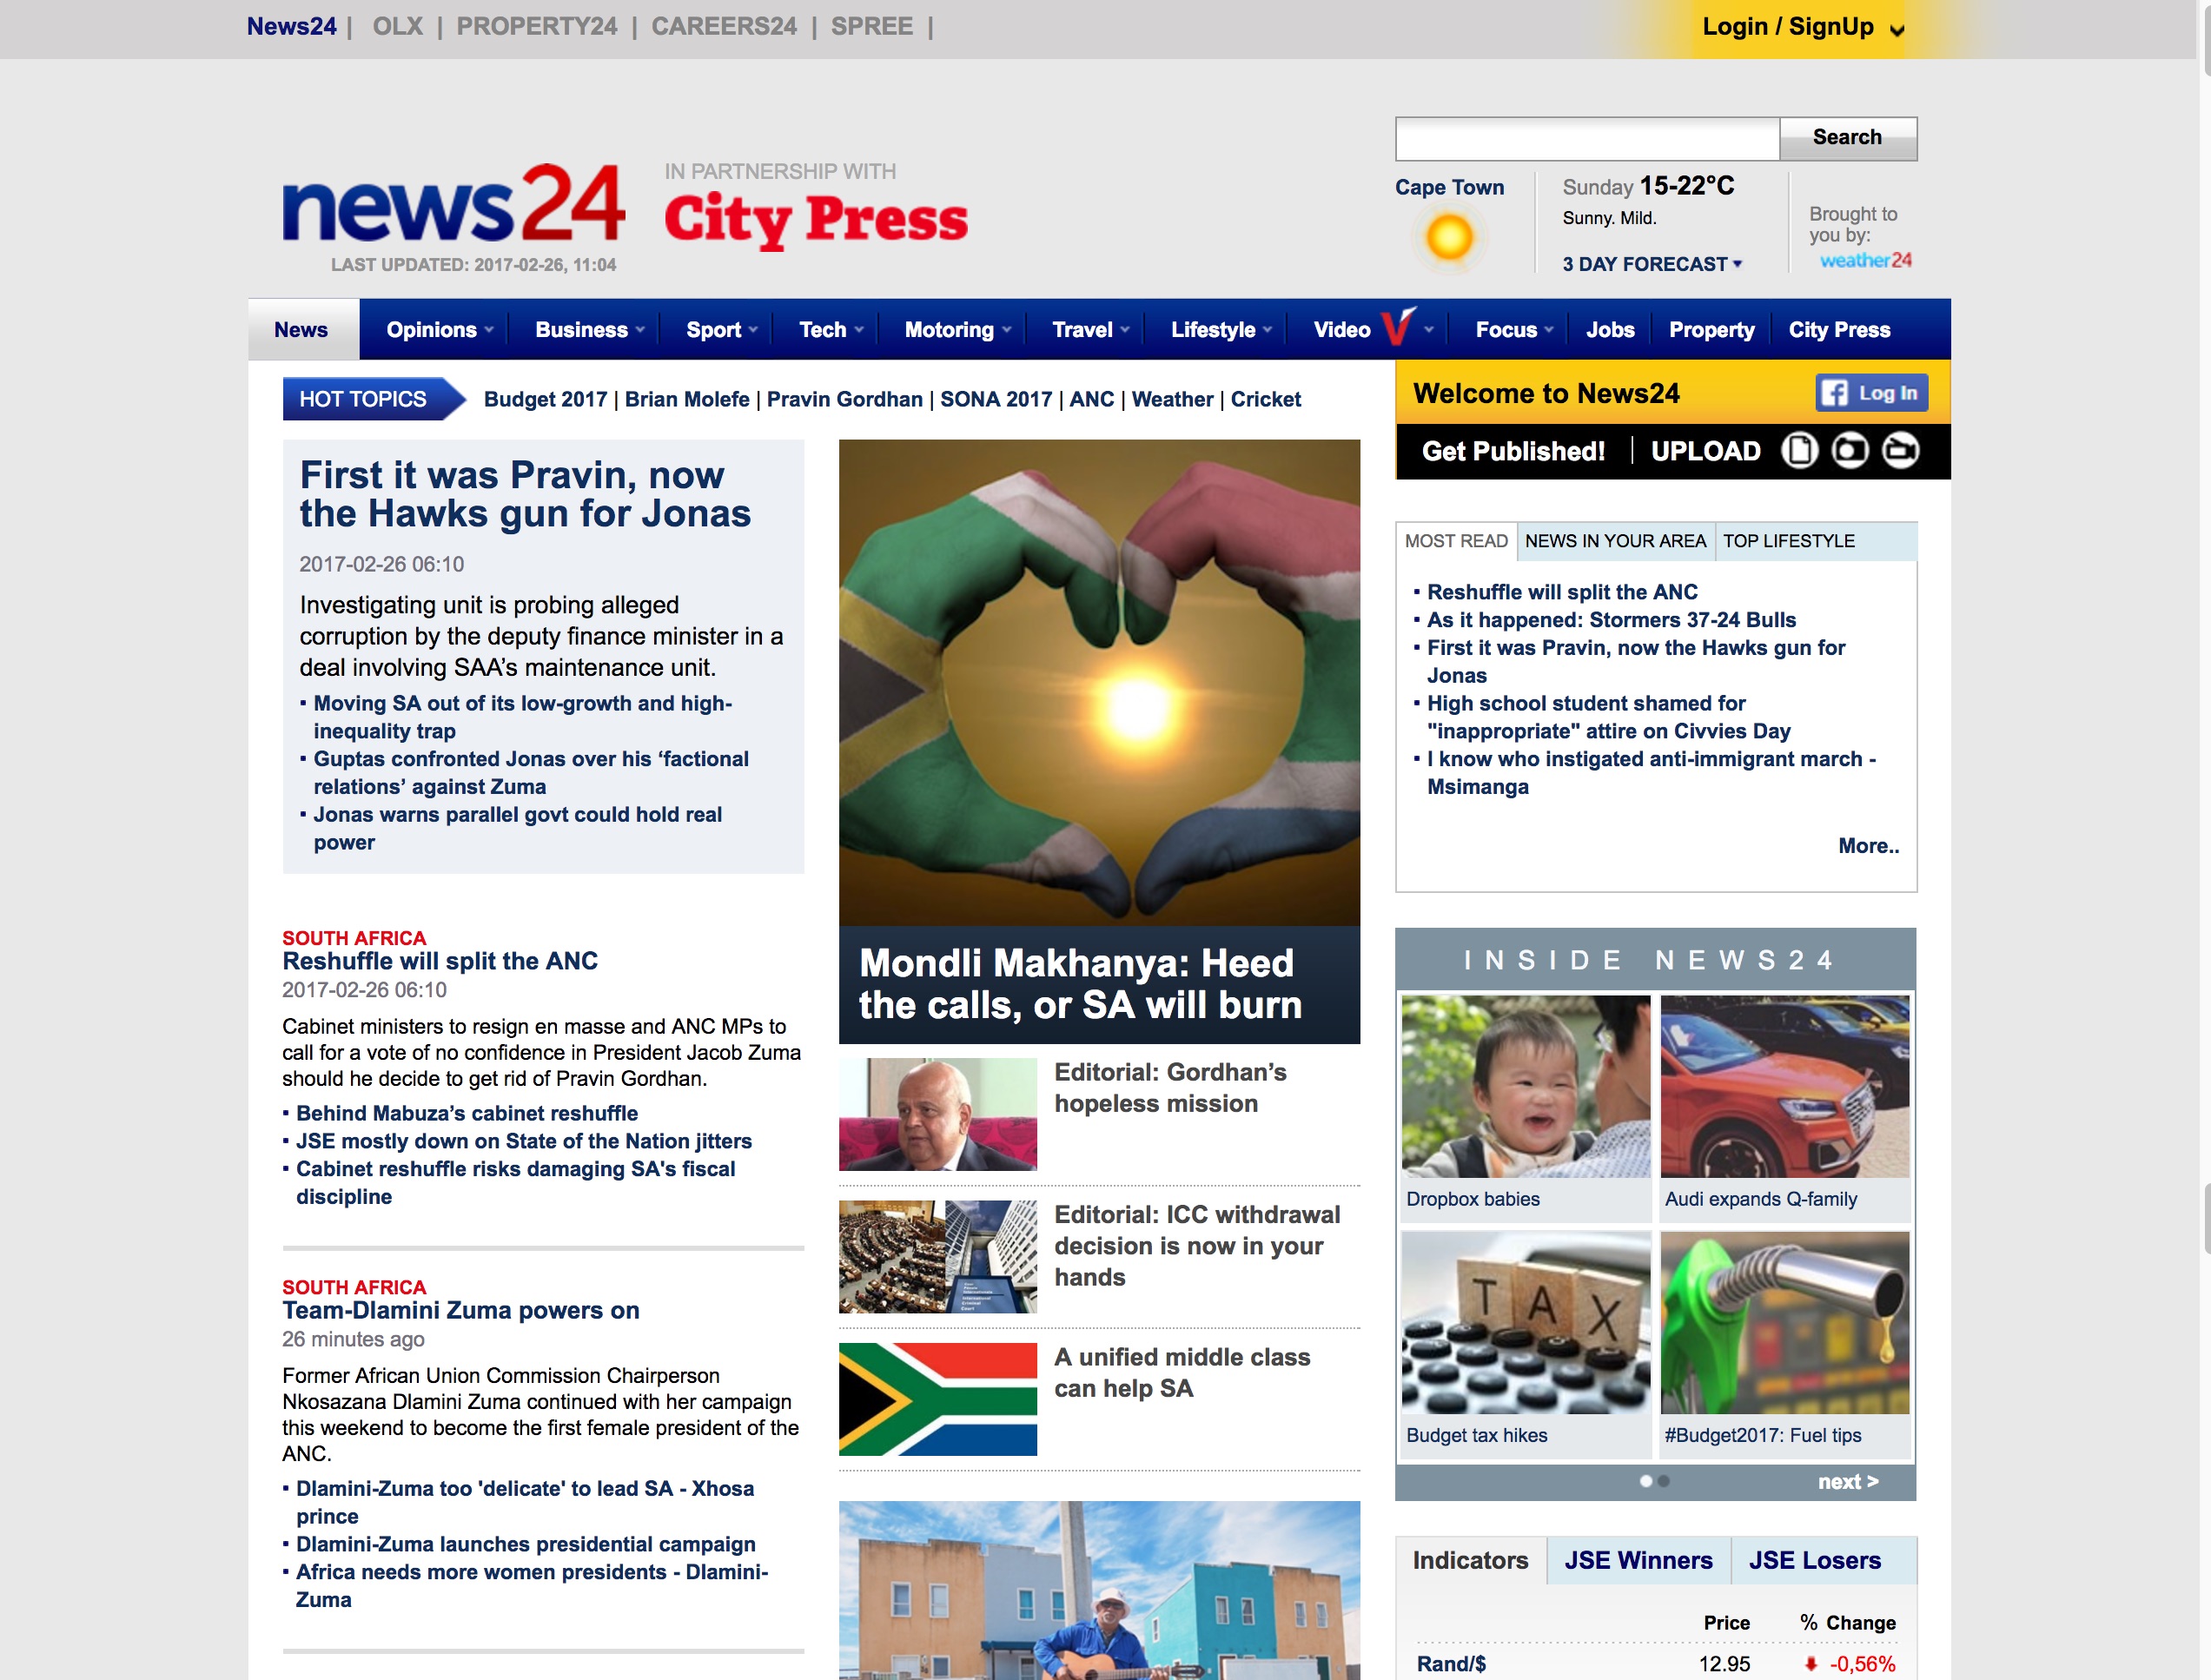 News24 | OLX | PROPERTY24 | CAREERS24 | SPREE |
Login / SignUp
Search
news24
LAST UPDATED: 2017-02-26, 11:04
IN PARTNERSHIP WITH
City Press
Cape Town
Sunday 15-22°C
Sunny. Mild.
3 DAY FORECAST
Brought to
you by:
weather24
News Opinions Business Sport Tech Motoring Travel Lifestyle Video V Focus Jobs Property City Press
HOT TOPICS
Budget 2017 | Brian Molefe | Pravin Gordhan | SONA 2017 | ANC | Weather | Cricket
First it was Pravin, now
the Hawks gun for Jonas
2017-02-26 06:10
Investigating unit is probing alleged
corruption by the deputy finance minister in a
deal involving SAA’s maintenance unit.
Moving SA out of its low-growth and high-
inequality trap
Guptas confronted Jonas over his ‘factional
relations’ against Zuma
Jonas warns parallel govt could hold real
power
SOUTH AFRICA
Reshuffle will split the ANC
2017-02-26 06:10
Cabinet ministers to resign en masse and ANC MPs to
call for a vote of no confidence in President Jacob Zuma
should he decide to get rid of Pravin Gordhan.
Behind Mabuza’s cabinet reshuffle
JSE mostly down on State of the Nation jitters
Cabinet reshuffle risks damaging SA's fiscal
discipline
SOUTH AFRICA
Team-Dlamini Zuma powers on
26 minutes ago
Former African Union Commission Chairperson
Nkosazana Dlamini Zuma continued with her campaign
this weekend to become the first female president of the
ANC.
Dlamini-Zuma too 'delicate' to lead SA - Xhosa
prince
Dlamini-Zuma launches presidential campaign
Africa needs more women presidents - Dlamini-
Zuma
Mondli Makhanya: Heed
the calls, or SA will burn
Editorial: Gordhan’s
hopeless mission
Editorial: ICC withdrawal
decision is now in your
hands
A unified middle class
can help SA
Welcome to News24
Log In
Get Published! | UPLOAD
MOST READ NEWS IN YOUR AREA TOP LIFESTYLE
Reshuffle will split the ANC
As it happened: Stormers 37-24 Bulls
First it was Pravin, now the Hawks gun for
Jonas
High school student shamed for
"inappropriate" attire on Civvies Day
I know who instigated anti-immigrant march -
Msimanga
More..
INSIDE NEWS24
Dropbox babies
Audi expands Q-family
TAX
Budget tax hikes
#Budget2017: Fuel tips
next >
Indicators JSE Winners JSE Losers
Price % Change
Rand/$ 12.95 -0,56%